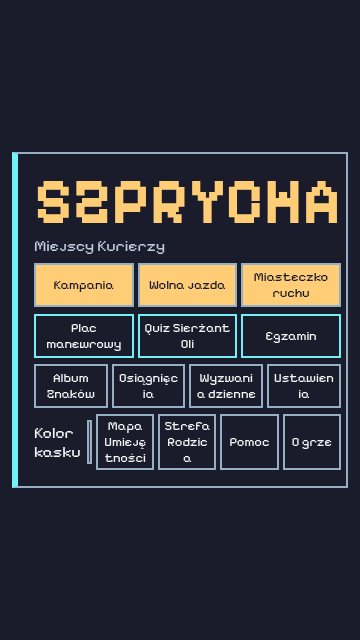 SZPRYCHA
Miejscy Kurierzy
Kampania
Wolna jazda
Miasteczko
ruchu
Plac
manewrowy
Quiz Sierżant
Oli
Egzamin
Album
Znaków
Osiągnięc
ia
Wyzwani
a dzienne
Ustawien
ia
Kolor
kasku
Mapa
Umieję
tności
Strefa
Rodzic
a
Pomoc
O grze